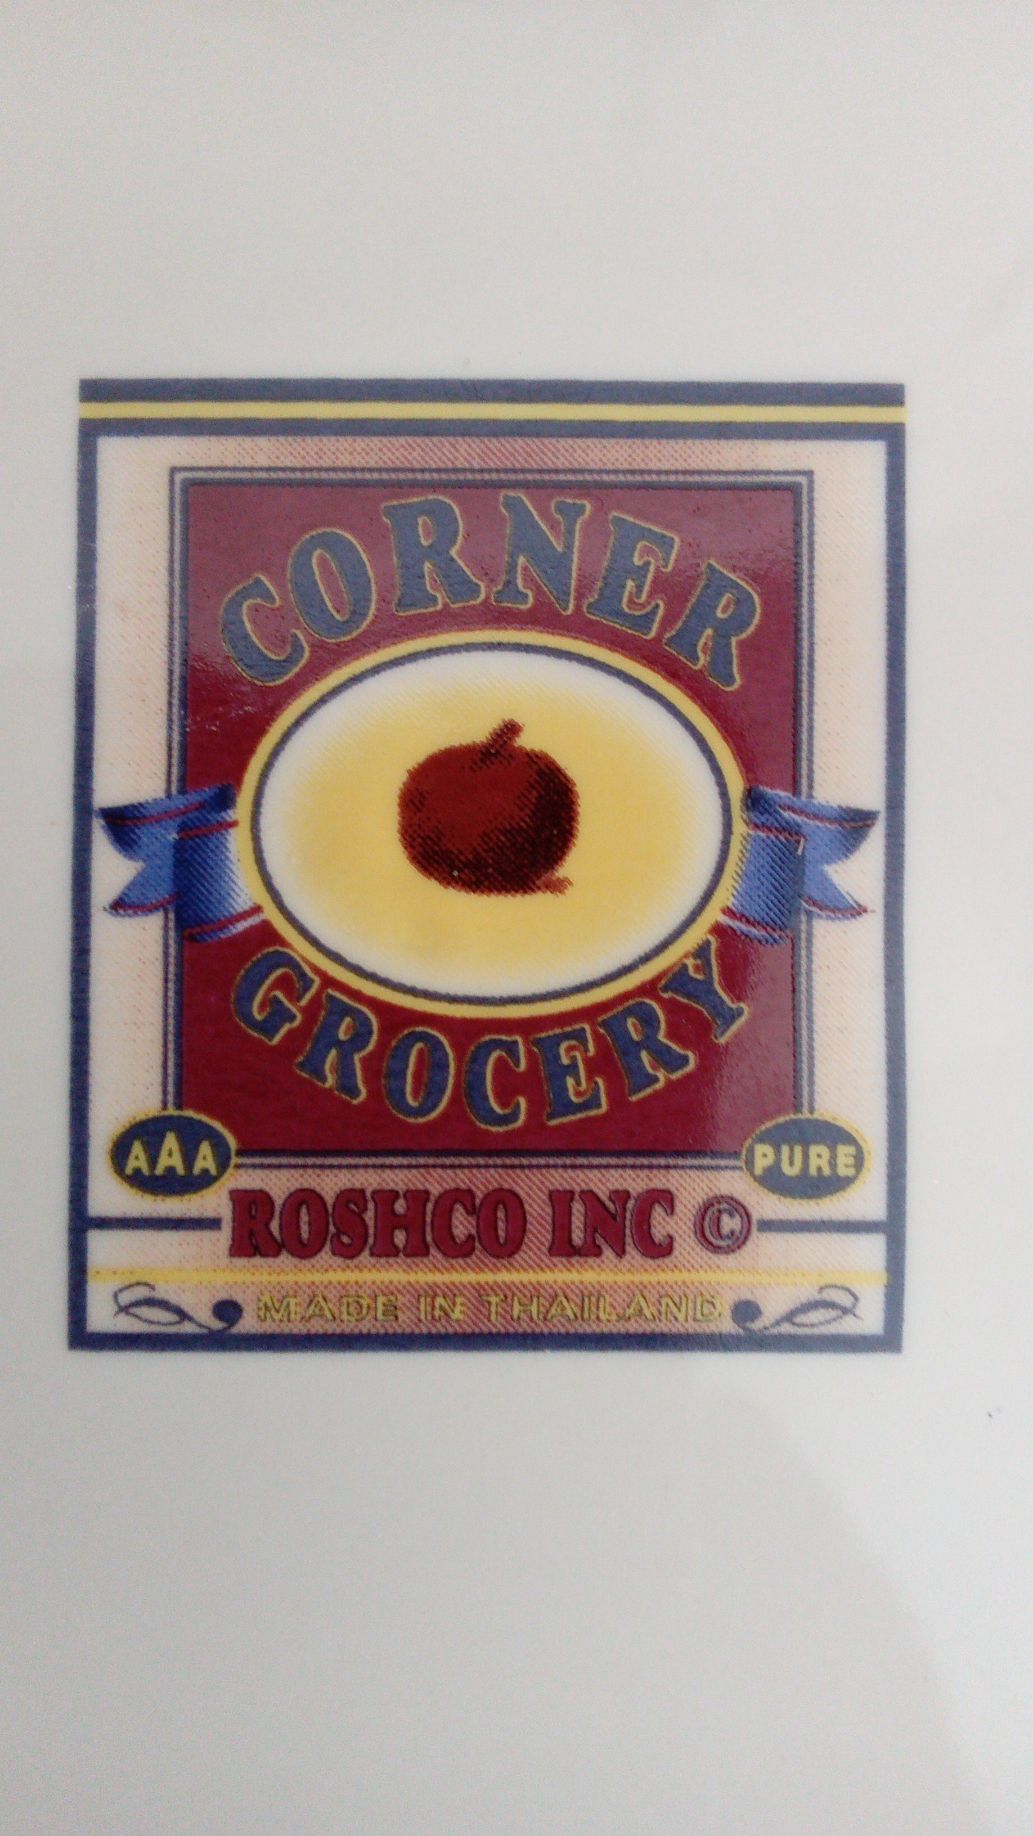 CORNER
GROCERY
AAA
PURE
ROSHCO INC ©
MADE IN THAILAND